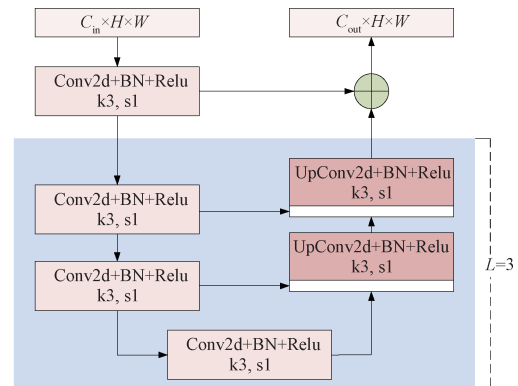 C_in×H×W
C_out×H×W
Conv2d+BN+Relu
k3, s1
UpConv2d+BN+Relu
k3, s1
Conv2d+BN+Relu
k3, s1
UpConv2d+BN+Relu
k3, s1
Conv2d+BN+Relu
k3, s1
L=3
Conv2d+BN+Relu
k3, s1